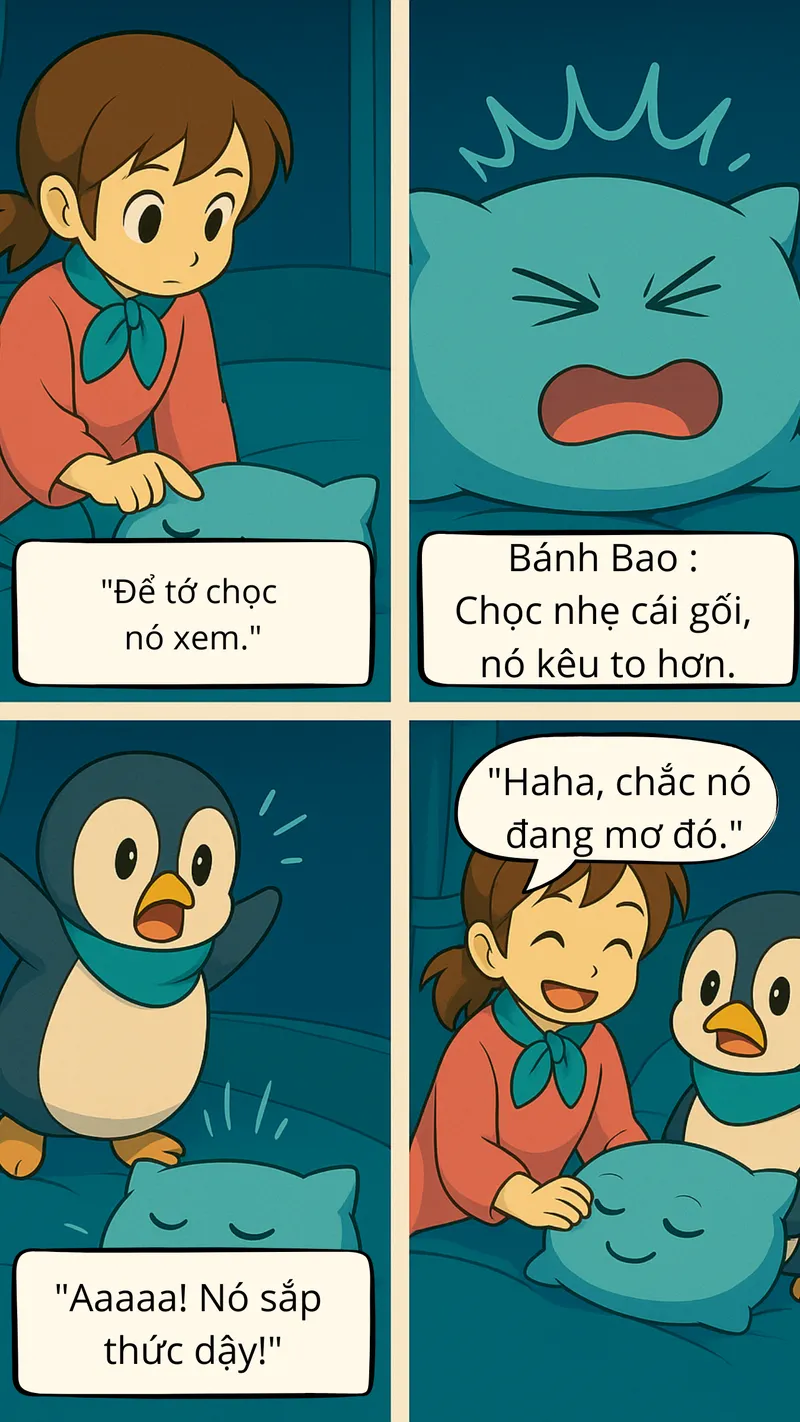 "Để tớ chọc
nó xem."
Bánh Bao :
Chọc nhẹ cái gối,
nó kêu to hơn.
"Aaaaa! Nó sắp
thức dậy!"
"Haha, chắc nó
đang mơ đó."